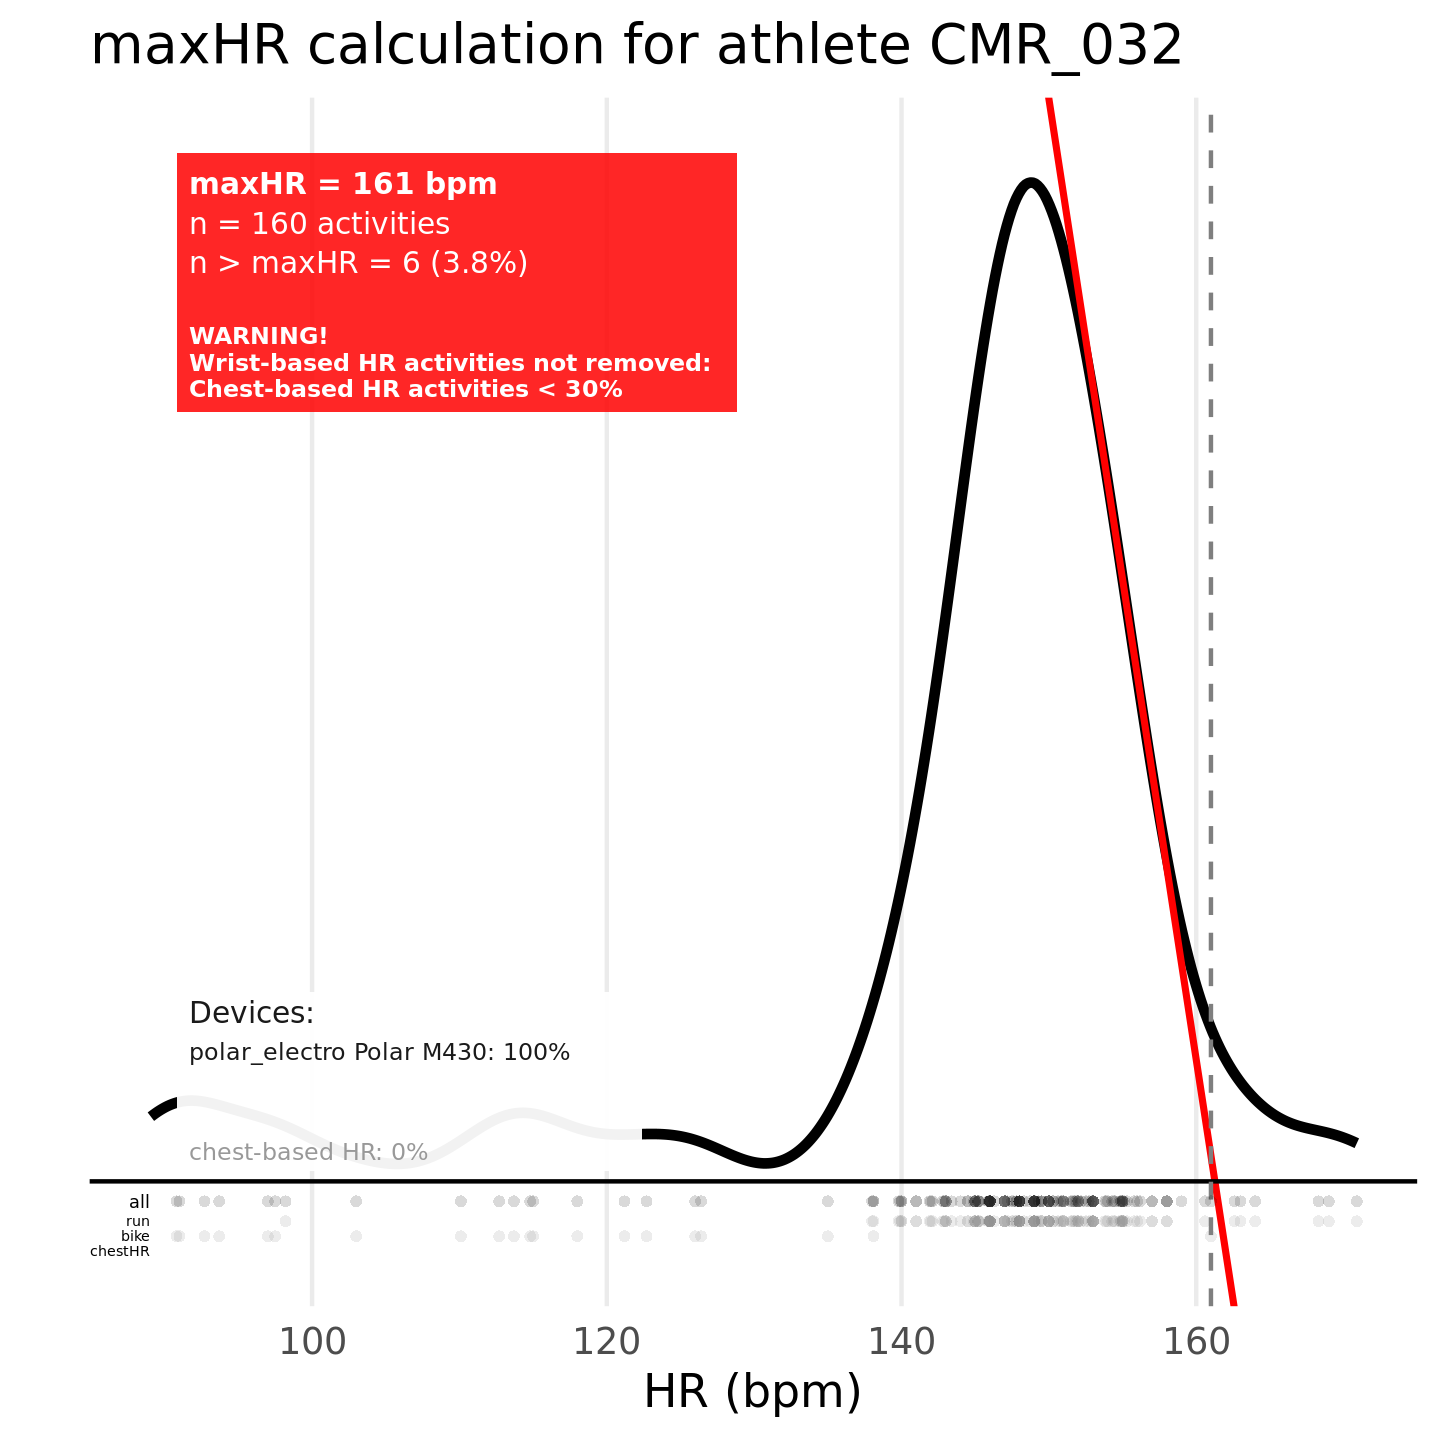 maxHR calculation for athlete CMR_032
maxHR = 161 bpm
n = 160 activities
n > maxHR = 6 (3.8%)
WARNING!
Wrist-based HR activities not removed:
Chest-based HR activities < 30%
Devices:
polar_electro Polar M430: 100%
chest-based HR: 0%
all
run
bike
chestHR
100 120 140 160
HR (bpm)